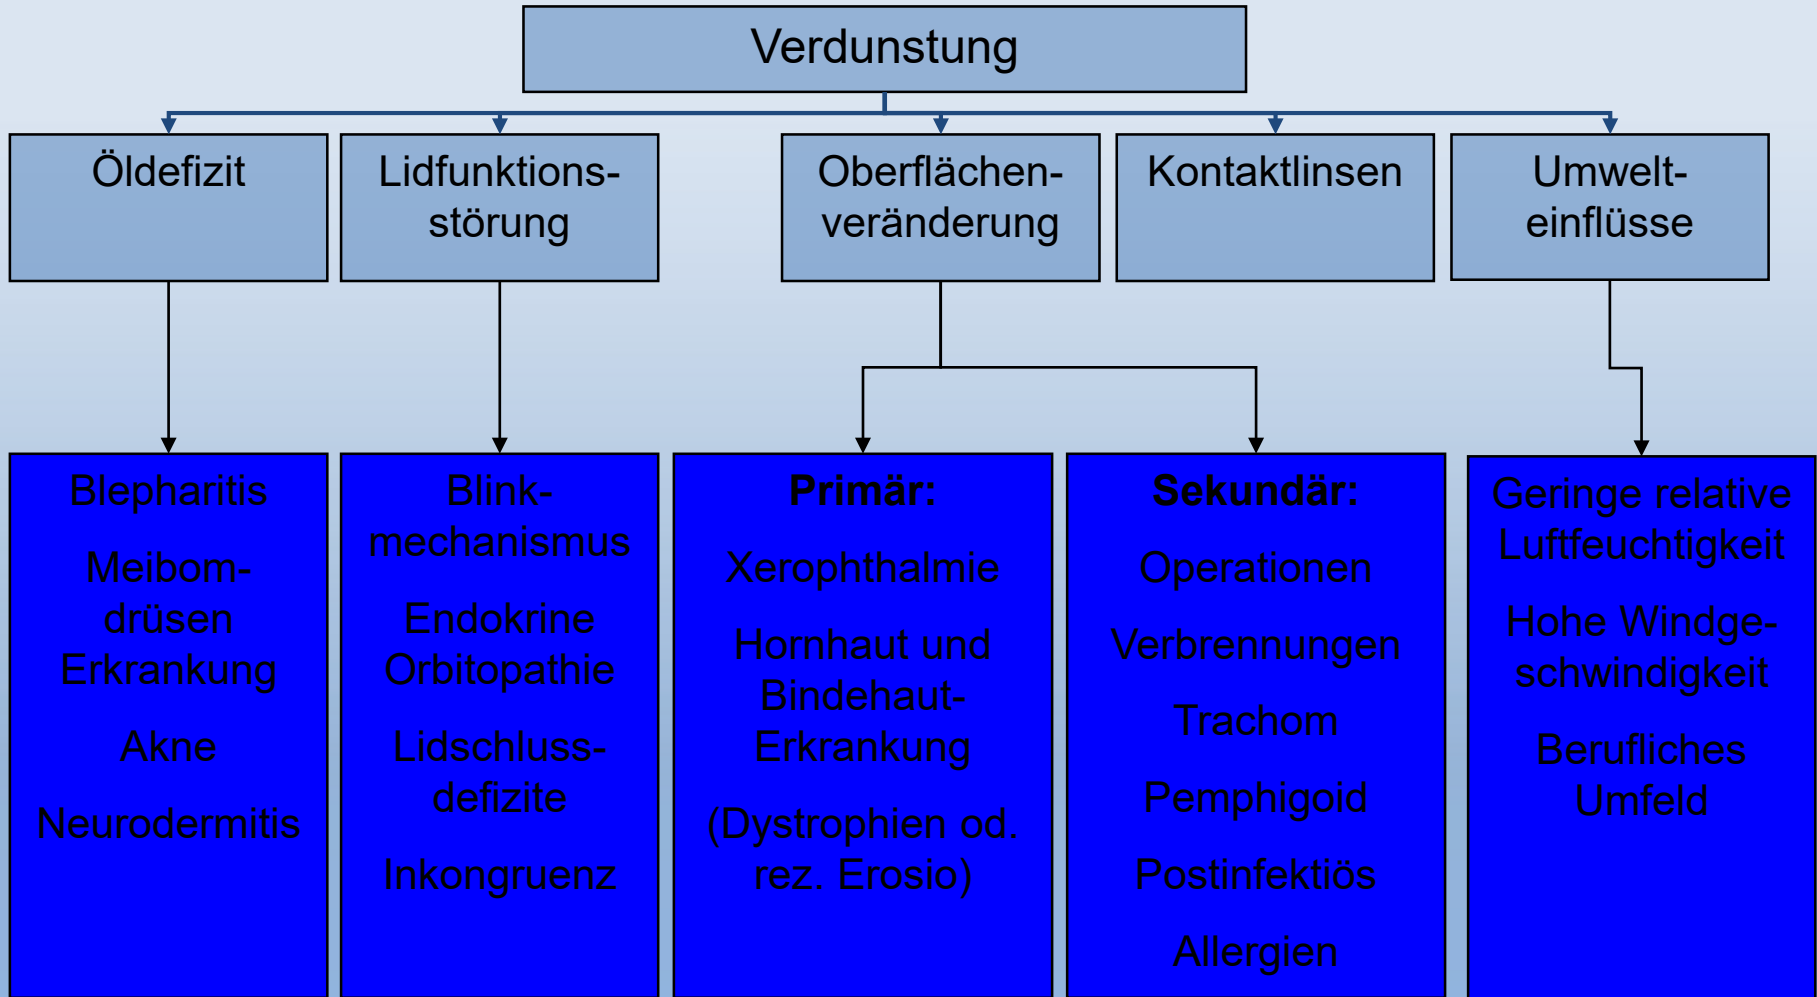 Verdunstung
Öldefizit
Lidfunktions-
störung
Oberflächen-
veränderung
Kontaktlinsen
Umwelt-
einflüsse
Blepharitis
Meibom-
drüsen
Erkrankung
Akne
Neurodermitis
Blink-
mechanismus
Endokrine
Orbitopathie
Lidschluss-
defizite
Inkongruenz
Primär:
Xerophthalmie
Hornhaut und
Bindehaut-
Erkrankung
(Dystrophien od.
rez. Erosio)
Sekundär:
Operationen
Verbrennungen
Trachom
Pemphigoid
Postinfektiös
Allergien
Geringe relative
Luftfeuchtigkeit
Hohe Windge-
schwindigkeit
Berufliches
Umfeld